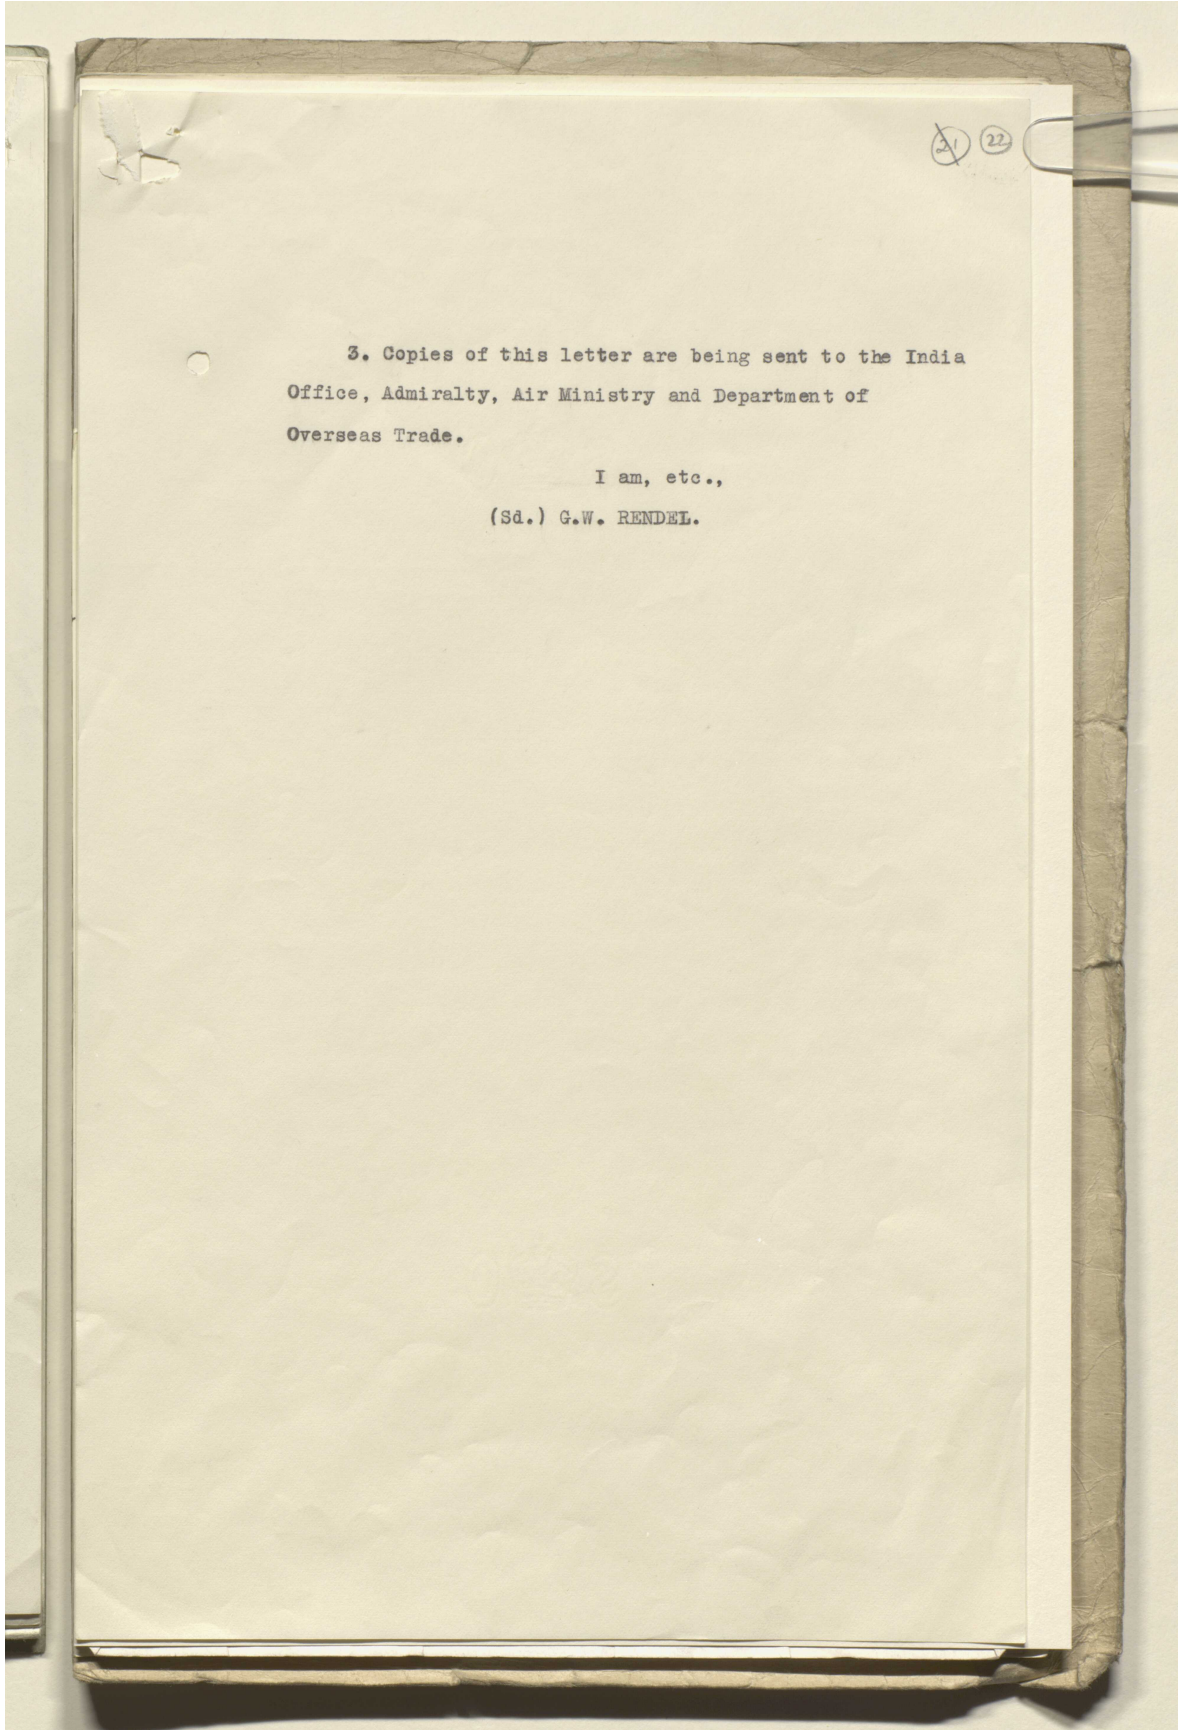 21 22
3. Copies of this letter are being sent to the India
Office, Admiralty, Air Ministry and Department of
Overseas Trade.
I am, etc.,
(Sd.) G.W. RENDEL.